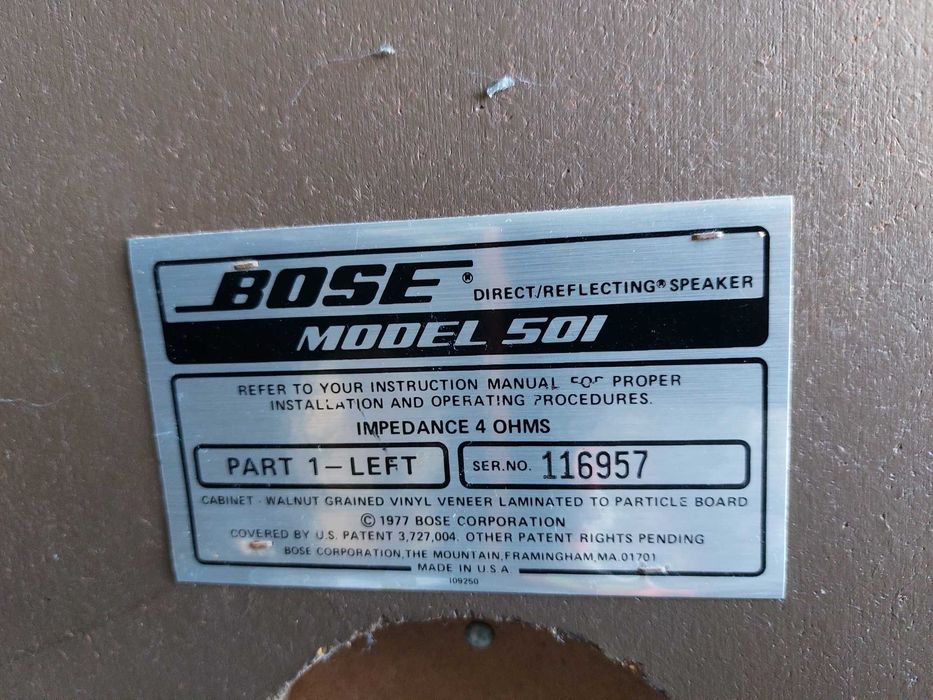 BOSE® DIRECT/REFLECTING® SPEAKER
MODEL 501
REFER TO YOUR INSTRUCTION MANUAL FOR PROPER
INSTALLATION AND OPERATING PROCEDURES.
IMPEDANCE 4 OHMS
PART 1-LEFT SER.NO. 116957
CABINET - WALNUT GRAINED VINYL VENEER LAMINATED TO PARTICLE BOARD
© 1977 BOSE CORPORATION
COVERED BY U.S. PATENT 3,727,004. OTHER PATENT RIGHTS PENDING
BOSE CORPORATION, THE MOUNTAIN, FRAMINGHAM, MA. 01701
MADE IN U.S.A.
109250